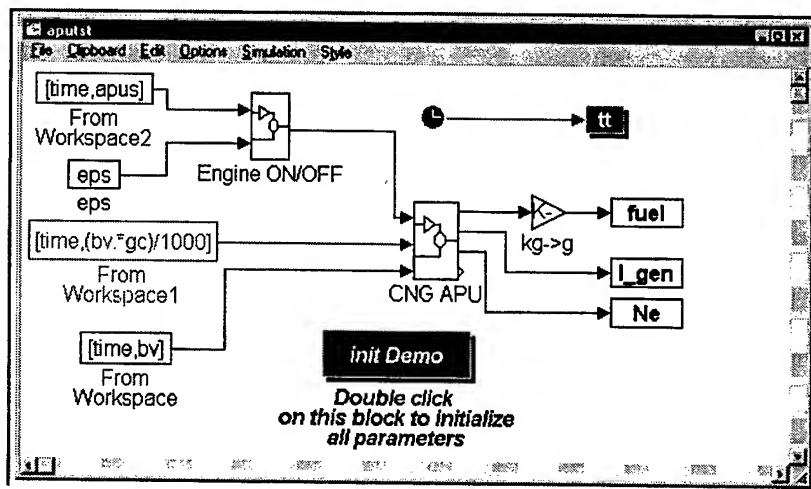 aputst
File Clipboard Edit Options Simulation Style
[time,apus]
From
Workspace2
eps
eps
Engine ON/OFF
tt
[time,(bv.*gc)/1000]
From
Workspace1
CNG APU
kg->g
fuel
I_gen
Ne
[time,bv]
From
Workspace
init Demo
Double click
on this block to initialize
all parameters